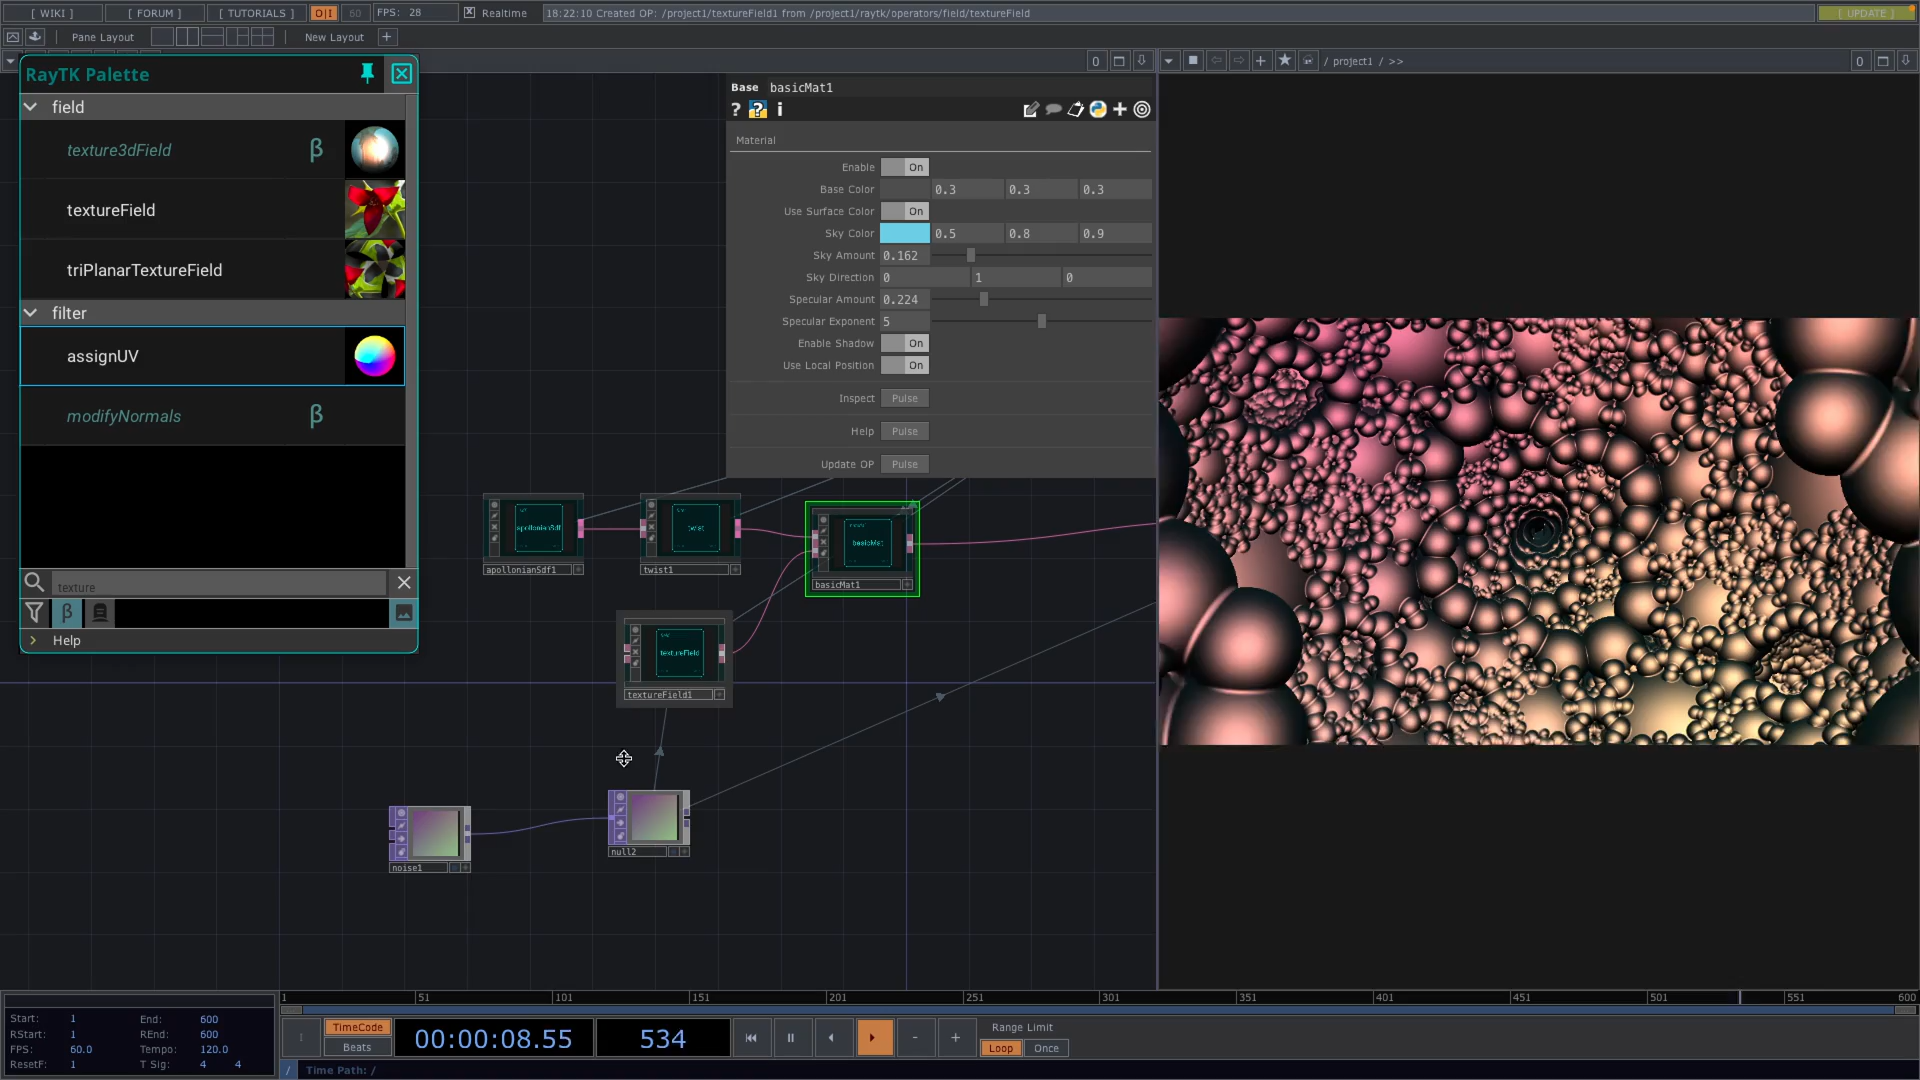 [ WIKI ]
[ FORUM ]
[ TUTORIALS ]
O|I
60
FPS: 28
Realtime
18:22:10 Created OP: /project1/textureField1 from /project1/raytk/operators/field/textureField
[ UPDATE ]
Pane Layout
New Layout
+
0
/ project1 / >>
0
RayTK Palette
field
texture3dField
β
textureField
triPlanarTextureField
filter
assignUV
modifyNormals
β
texture
β
Help
Base basicMat1
Material
Enable On
Base Color 0.3 0.3 0.3
Use Surface Color On
Sky Color 0.5 0.8 0.9
Sky Amount 0.162
Sky Direction 0 1 0
Specular Amount 0.224
Specular Exponent 5
Enable Shadow On
Use Local Position On
Inspect Pulse
Help Pulse
Update OP Pulse
apollonianSdf
apollonianSdf1
twist
twist1
basicMat
basicMat1
textureField
textureField1
noise1
null2
1 51 101 151 201 251 301 351 401 451 501 551 600
Start: 1 End: 600
RStart: 1 REnd: 600
FPS: 60.0 Tempo: 120.0
ResetF: 1 T Sig: 4 4
TimeCode
Beats
00:00:08.55
534
-
+
Range Limit
Loop
Once
/ Time Path: /